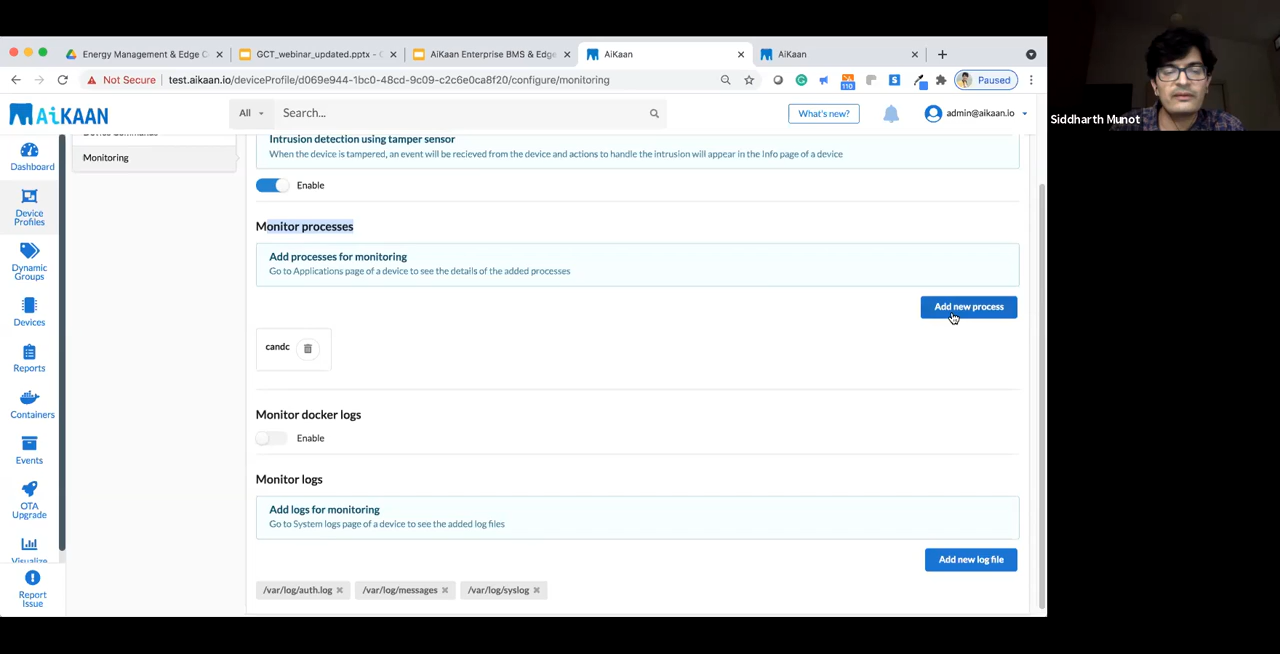 Energy Management & Edge C
GCT_webinar_updated.pptx - G
AiKaan Enterprise BMS & Edge
AiKaan
AiKaan
Not Secure
test.aikaan.io/deviceProfile/d069e944-1bc0-48cd-9c09-c2c6e0ca8f20/configure/monitoring
110
Paused
AiKAAN
All
Search...
What's new?
admin@aikaan.io
Siddharth Munot
Dashboard
Device
Profiles
Dynamic
Groups
Devices
Reports
Containers
Events
OTA
Upgrade
Visualize
Report
Issue
Device Commands
Monitoring
Intrusion detection using tamper sensor
When the device is tampered, an event will be recieved from the device and actions to handle the intrusion will appear in the Info page of a device
Enable
Monitor processes
Add processes for monitoring
Go to Applications page of a device to see the details of the added processes
Add new process
candc
Monitor docker logs
Enable
Monitor logs
Add logs for monitoring
Go to System logs page of a device to see the added log files
Add new log file
/var/log/auth.log
/var/log/messages
/var/log/syslog